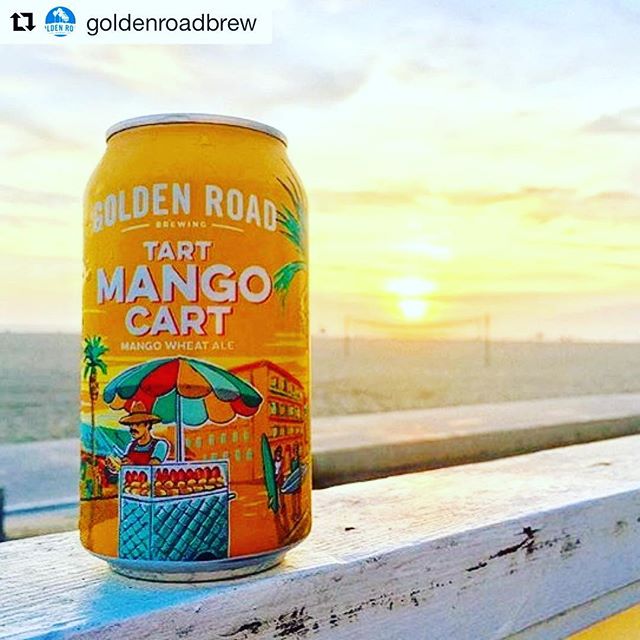 goldenroadbrew
GOLDEN ROAD
BREWING
TART
MANGO
CART
MANGO WHEAT ALE